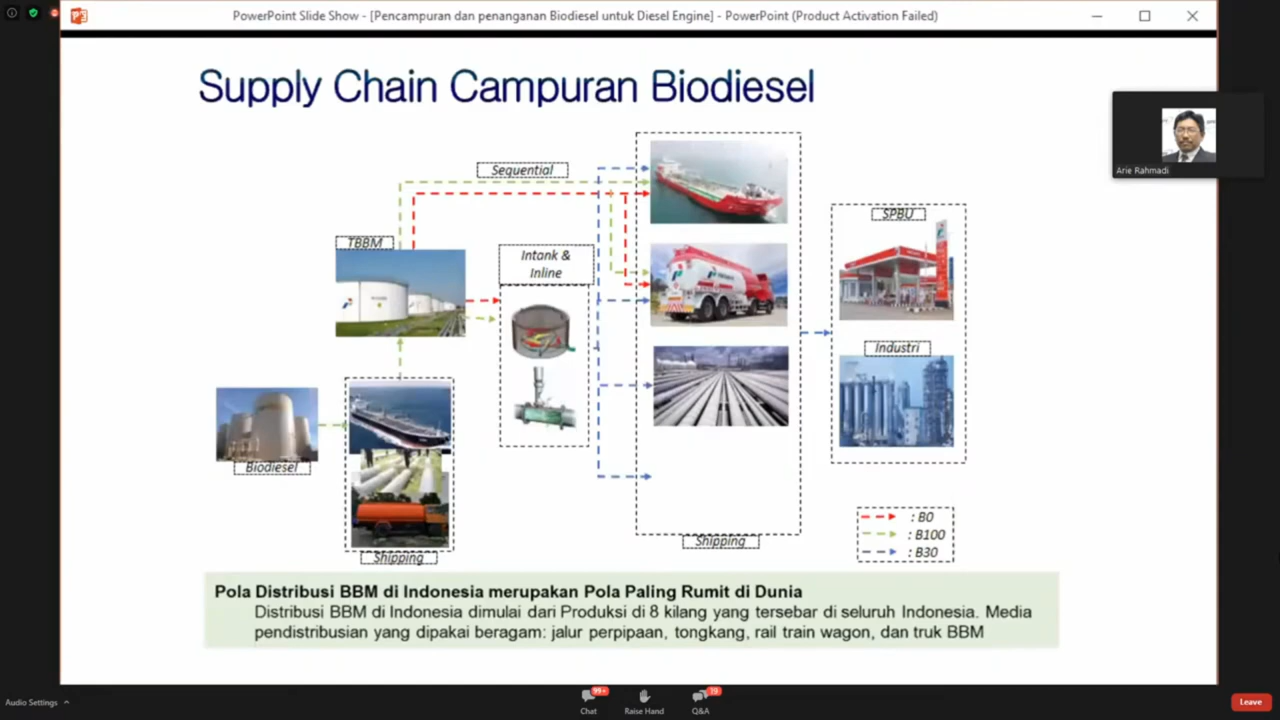 PowerPoint Slide Show - [Pencampuran dan penanganan Biodiesel untuk Diesel Engine] - PowerPoint (Product Activation Failed)
Supply Chain Campuran Biodiesel
Sequential
TBBM
Intank &
Inline
SPBU
Industri
Biodiesel
Shipping
Shipping
: B0
: B100
: B30
Pola Distribusi BBM di Indonesia merupakan Pola Paling Rumit di Dunia
Distribusi BBM di Indonesia dimulai dari Produksi di 8 kilang yang tersebar di seluruh Indonesia. Media
pendistribusian yang dipakai beragam: jalur perpipaan, tongkang, rail train wagon, dan truk BBM
Arie Rahmadi
Audio Settings
99+
Chat
Raise Hand
19
Q&A
Leave